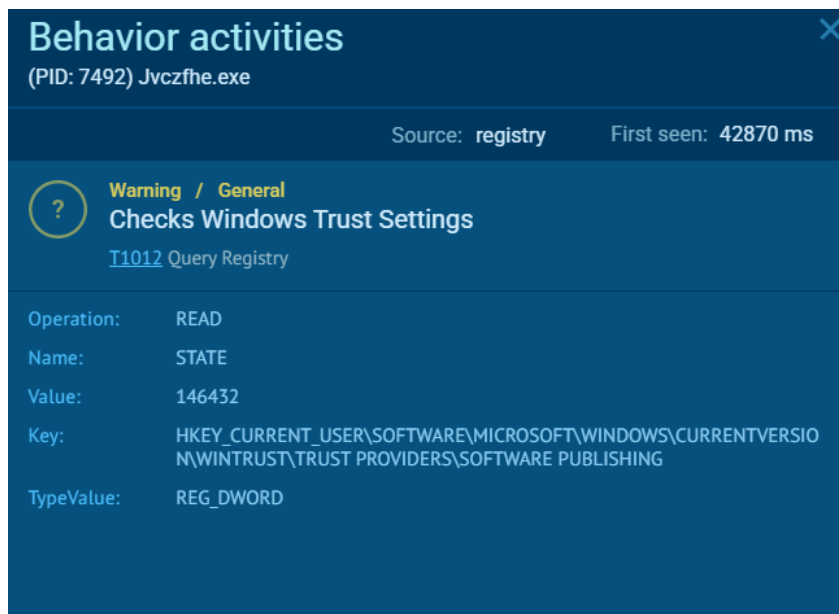 Behavior activities
(PID: 7492) Jvczfhe.exe
Source: registry First seen: 42870 ms
?
Warning / General
Checks Windows Trust Settings
T1012 Query Registry
Operation: READ
Name: STATE
Value: 146432
Key: HKEY_CURRENT_USER\SOFTWARE\MICROSOFT\WINDOWS\CURRENTVERSIO
N\WINTRUST\TRUST PROVIDERS\SOFTWARE PUBLISHING
TypeValue: REG_DWORD